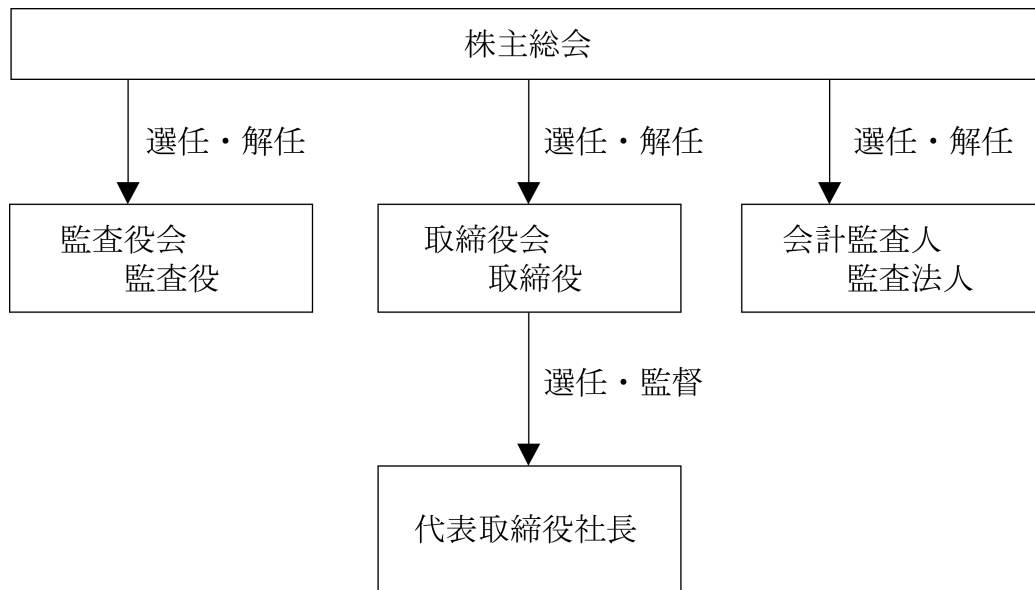 株主総会
選任・解任
選任・解任
選任・解任
監査役会
監査役
取締役会
取締役
会計監査人
監査法人
選任・監督
代表取締役社長